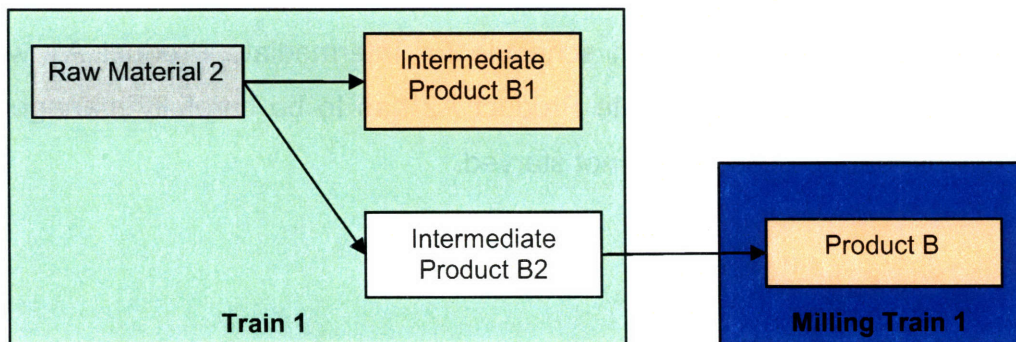 Raw Material 2
Intermediate
Product B1
Intermediate
Product B2
Product B
Train 1
Milling Train 1